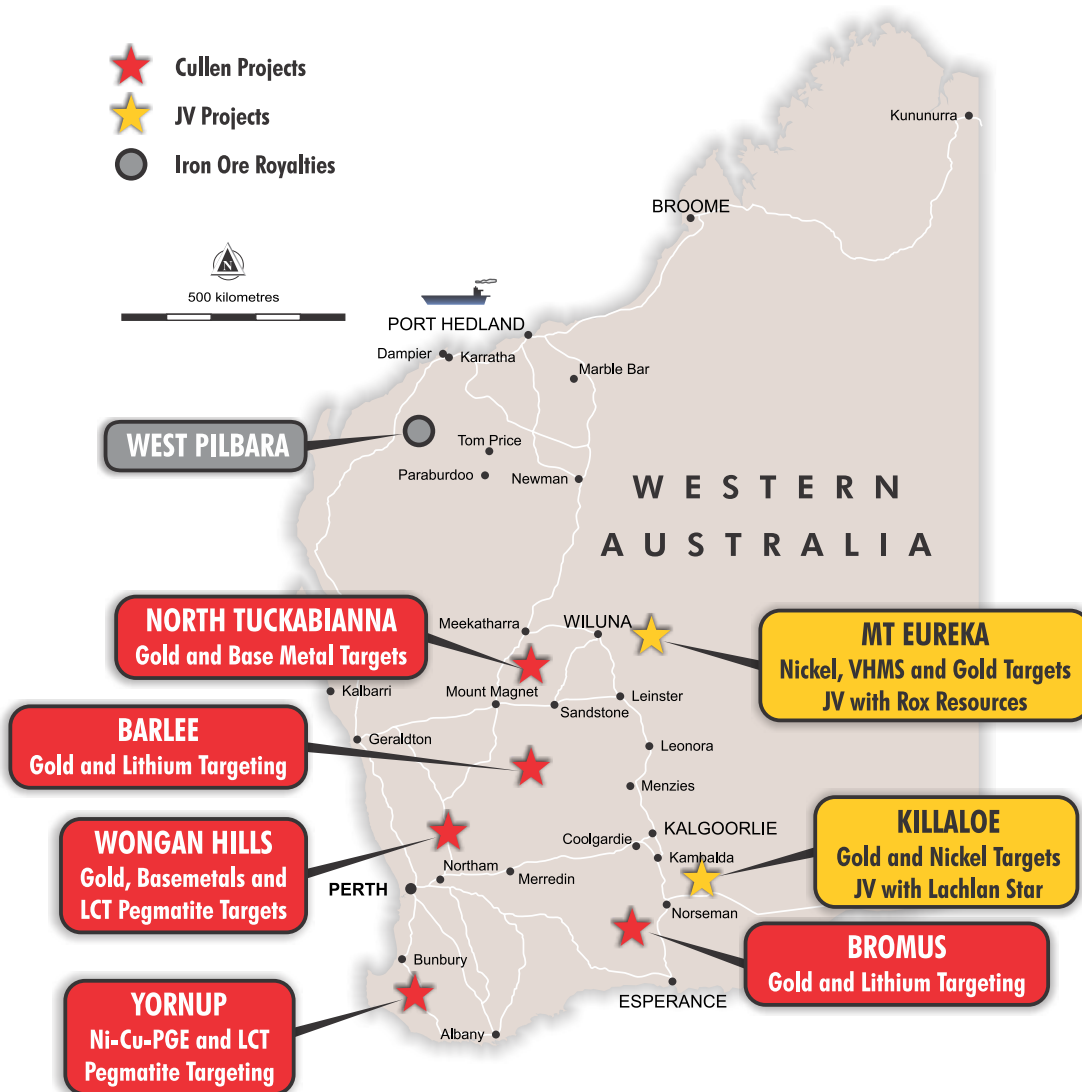 Cullen Projects
JV Projects
Iron Ore Royalties
N
500 kilometres
Kununurra
BROOME
PORT HEDLAND
Dampier
Karratha
Marble Bar
WEST PILBARA
Tom Price
Paraburdoo
Newman
WESTERN
AUSTRALIA
NORTH TUCKABIANNA
Gold and Base Metal Targets
Meekatharra
WILUNA
MT EUREKA
Nickel, VHMS and Gold Targets
JV with Rox Resources
Kalbarri
Mount Magnet
Sandstone
Leinster
BARLEE
Gold and Lithium Targeting
Geraldton
Leonora
Menzies
WONGAN HILLS
Gold, Basemetals and
LCT Pegmatite Targets
Coolgardie
KALGOORLIE
Kambalda
KILLALOE
Gold and Nickel Targets
JV with Lachlan Star
Northam
Merredin
PERTH
Norseman
BROMUS
Gold and Lithium Targeting
Bunbury
ESPERANCE
YORNUP
Ni-Cu-PGE and LCT
Pegmatite Targeting
Albany